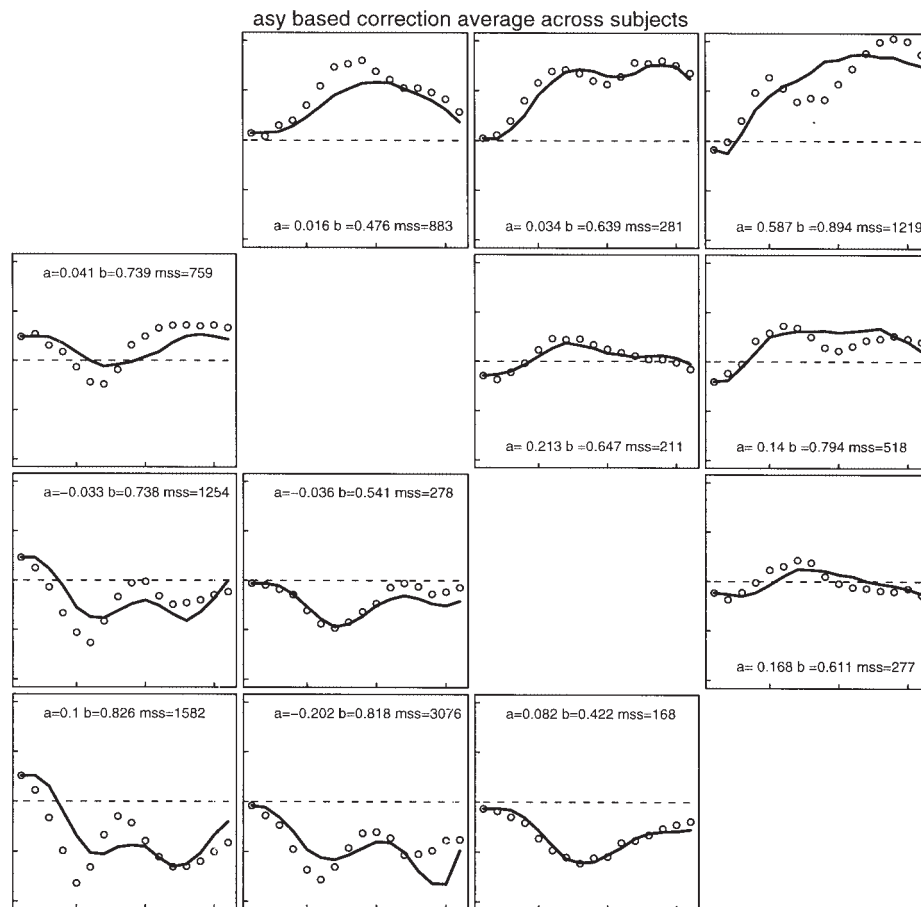 asy based correction average across subjects
a= 0.016 b =0.476 mss=883
a= 0.034 b =0.639 mss=281
a= 0.587 b =0.894 mss=1219
a=0.041 b=0.739 mss=759
a= 0.213 b =0.647 mss=211
a= 0.14 b =0.794 mss=518
a=-0.033 b=0.738 mss=1254
a=-0.036 b=0.541 mss=278
a= 0.168 b =0.611 mss=277
a=0.1 b=0.826 mss=1582
a=-0.202 b=0.818 mss=3076
a=0.082 b=0.422 mss=168